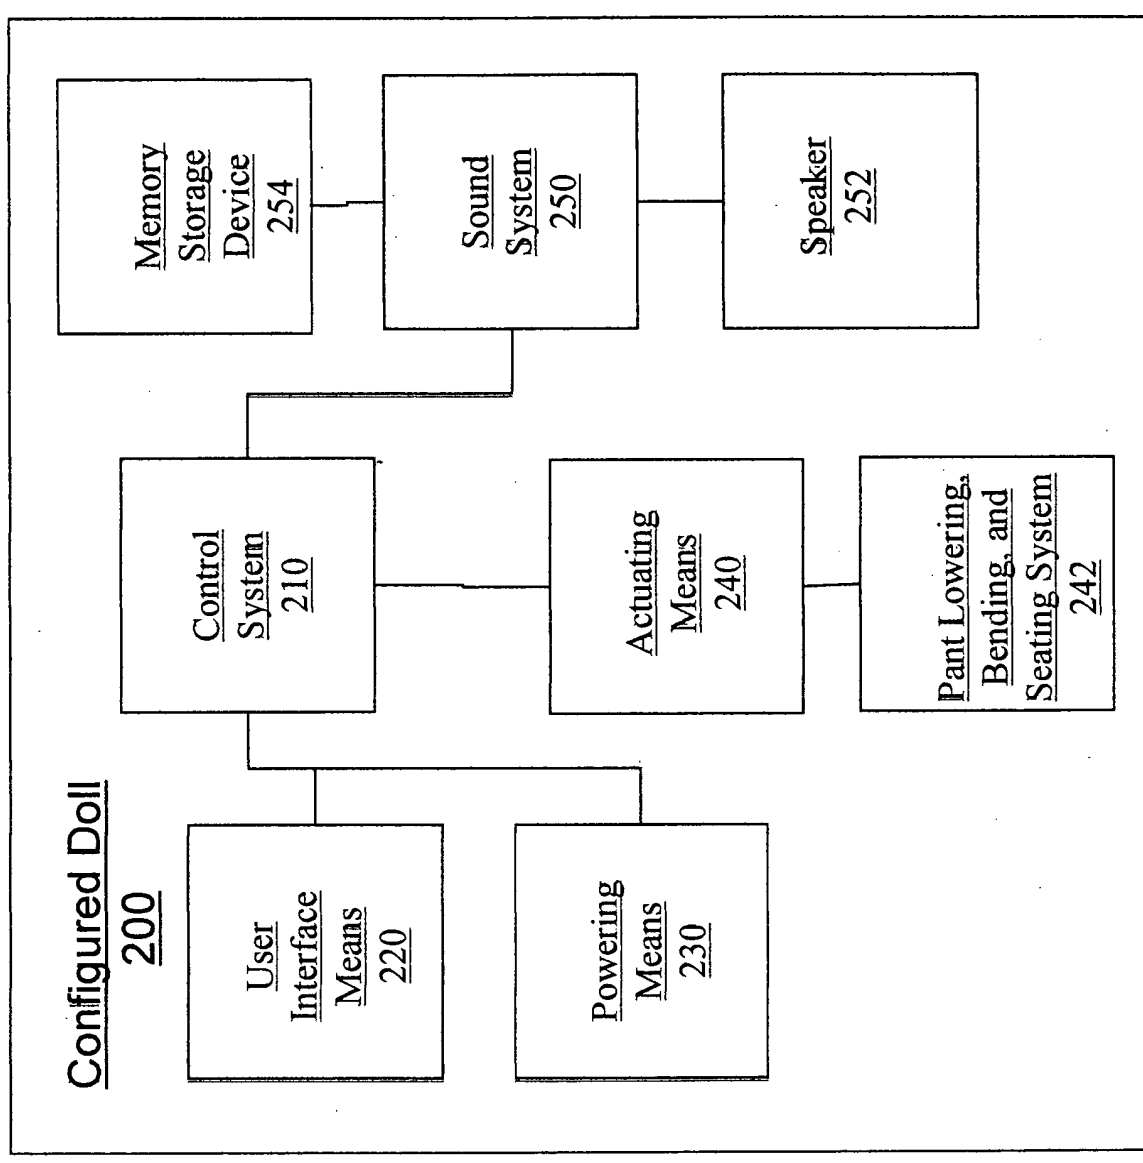 Configured Doll
200
User
Interface
Means
220
Powering
Means
230
Control
System
210
Actuating
Means
240
Pant Lowering,
Bending, and
Seating System
242
Memory
Storage
Device
254
Sound
System
250
Speaker
252